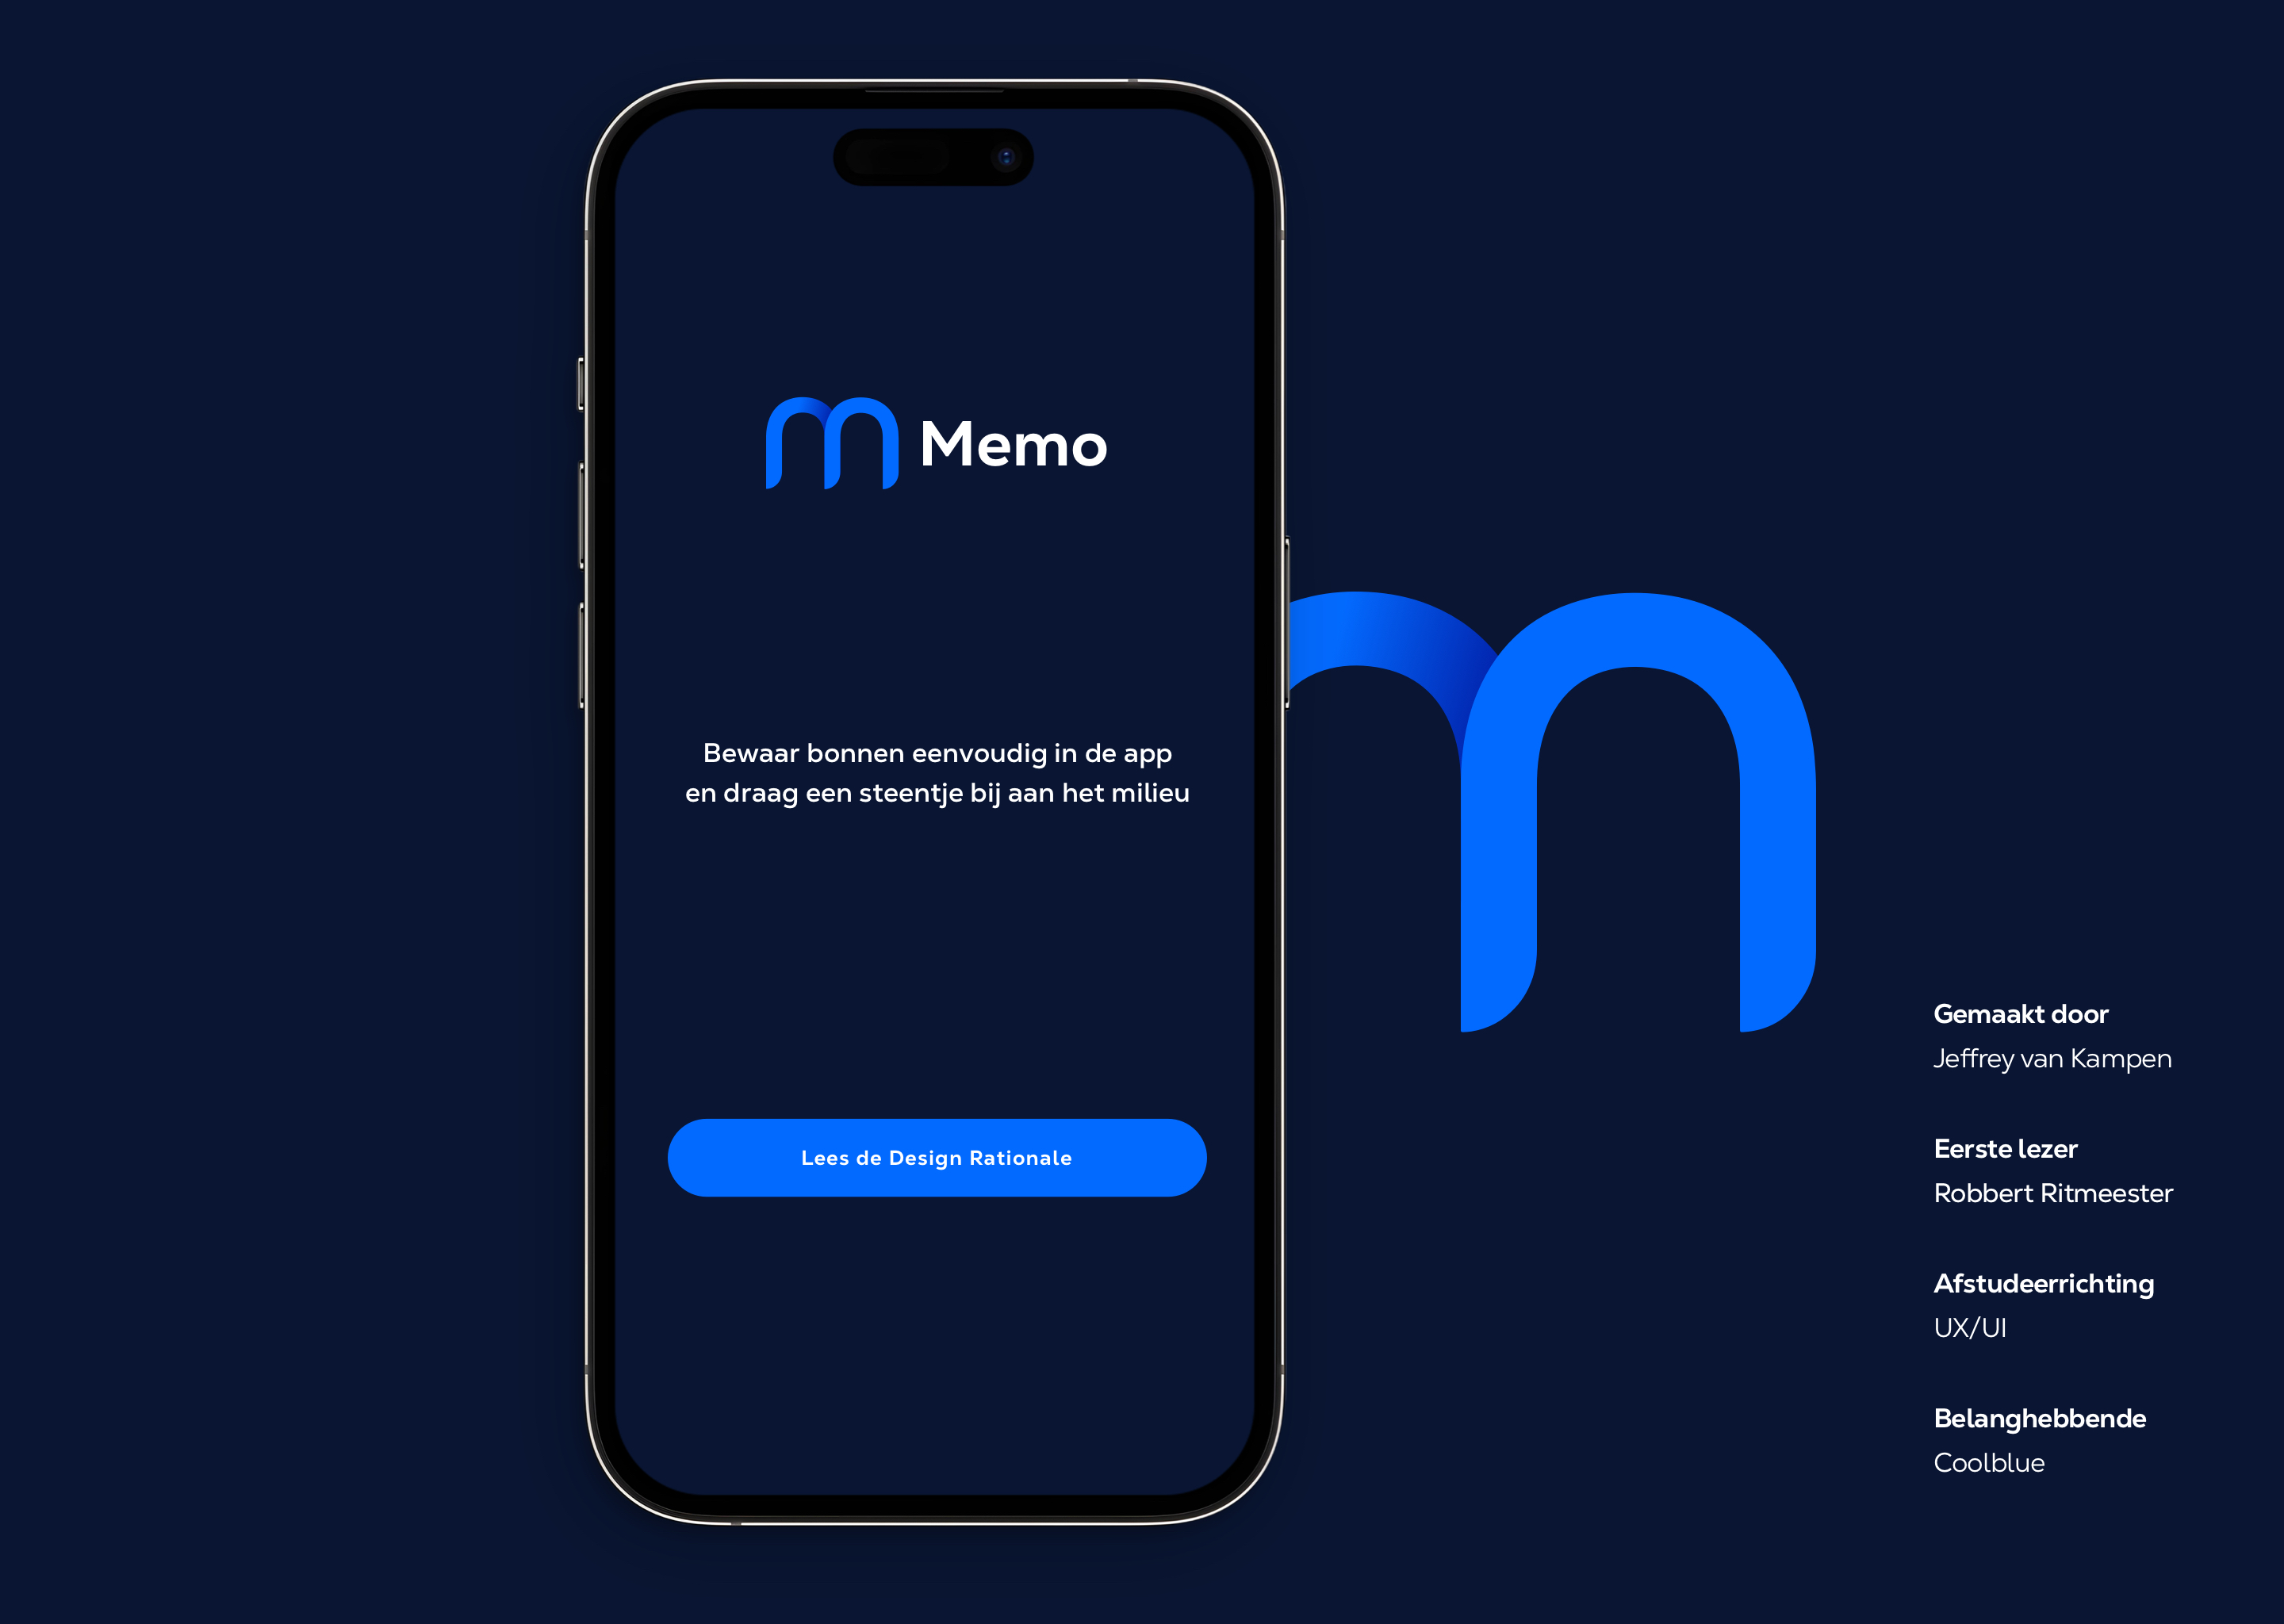 Memo
Bewaar bonnen eenvoudig in de app
en draag een steentje bij aan het milieu
Lees de Design Rationale
Gemaakt door
Jeffrey van Kampen
Eerste lezer
Robbert Ritmeester
Afstudeerrichting
UX/UI
Belanghebbende
Coolblue